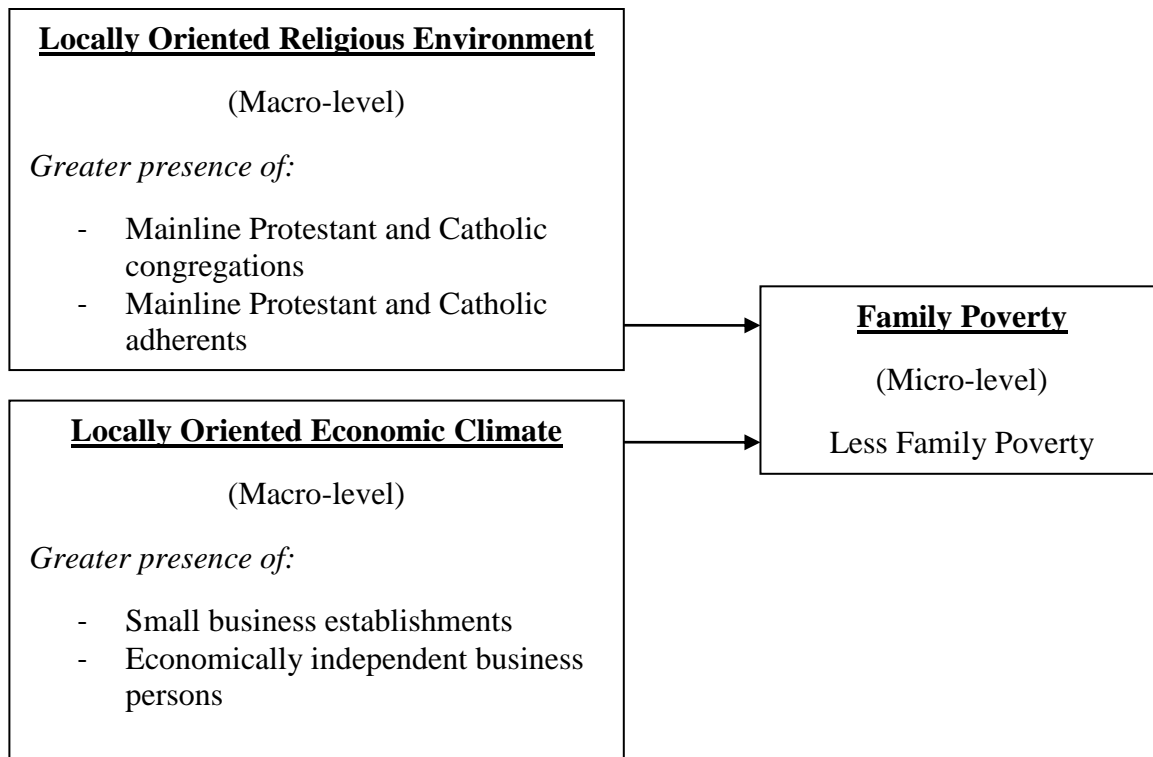 Locally Oriented Religious Environment
(Macro-level)
Greater presence of:
- Mainline Protestant and Catholic
congregations
- Mainline Protestant and Catholic
adherents
Locally Oriented Economic Climate
(Macro-level)
Greater presence of:
- Small business establishments
- Economically independent business
persons
Family Poverty
(Micro-level)
Less Family Poverty